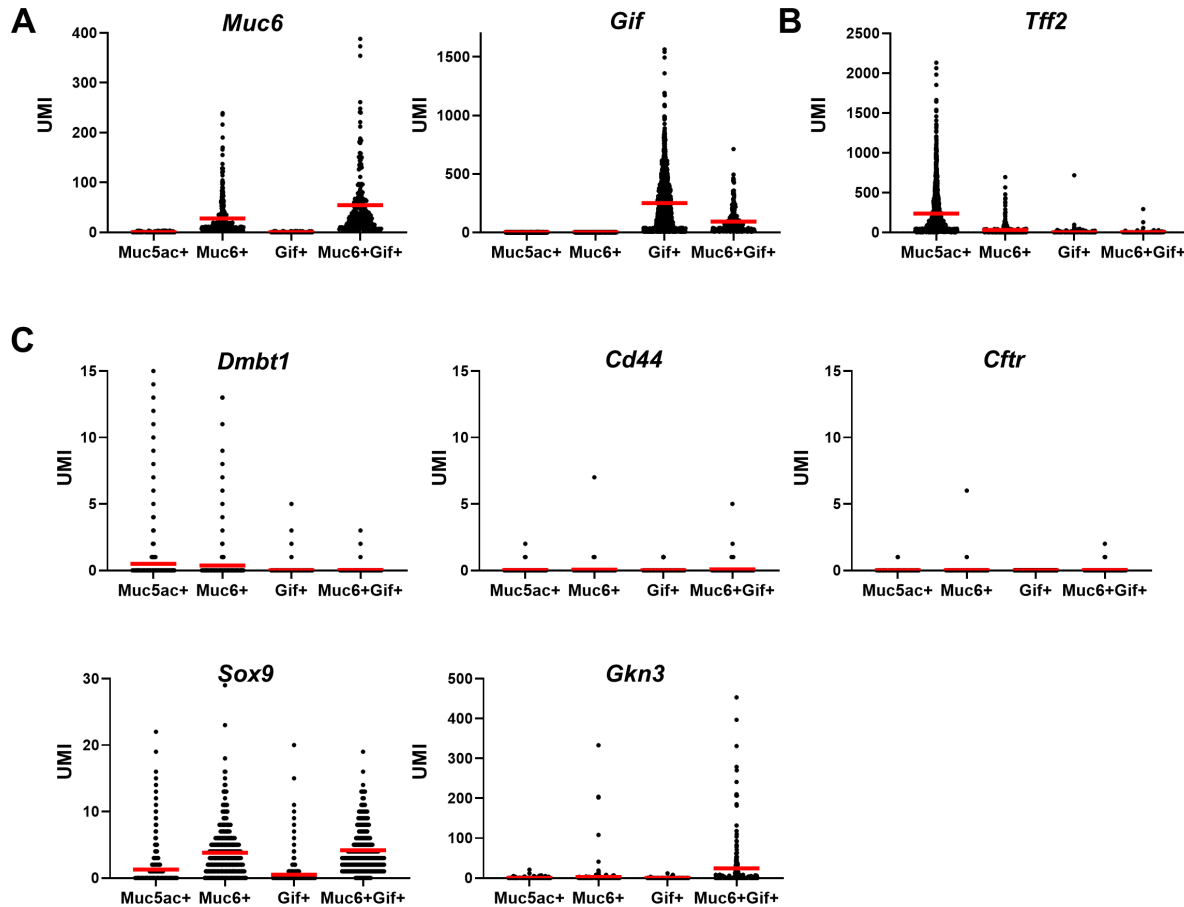 A
Muc6
UMI
400
300
200
100
0
Muc5ac+ Muc6+ Gif+ Muc6+Gif+
Gif
UMI
1500
1000
500
0
Muc5ac+ Muc6+ Gif+ Muc6+Gif+
B
Tff2
UMI
2500
2000
1500
1000
500
0
Muc5ac+ Muc6+ Gif+ Muc6+Gif+
C
Dmbt1
UMI
15
10
5
0
Muc5ac+ Muc6+ Gif+ Muc6+Gif+
Cd44
UMI
15
10
5
0
Muc5ac+ Muc6+ Gif+ Muc6+Gif+
Cftr
UMI
15
10
5
0
Muc5ac+ Muc6+ Gif+ Muc6+Gif+
Sox9
UMI
30
20
10
0
Muc5ac+ Muc6+ Gif+ Muc6+Gif+
Gkn3
UMI
500
400
300
200
100
0
Muc5ac+ Muc6+ Gif+ Muc6+Gif+